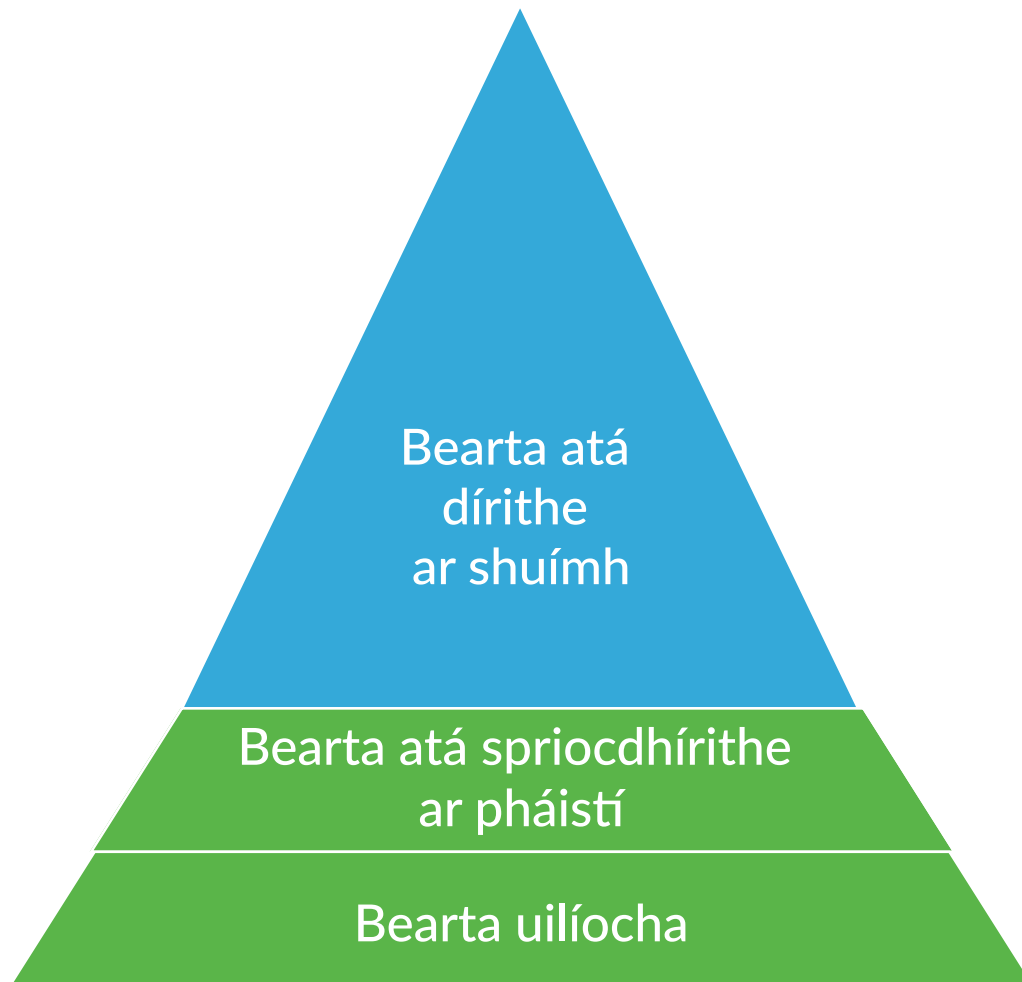 Bearta atá
dírithe
ar shuímh
Bearta atá spriocdhírithe
ar pháistí
Bearta uilíocha